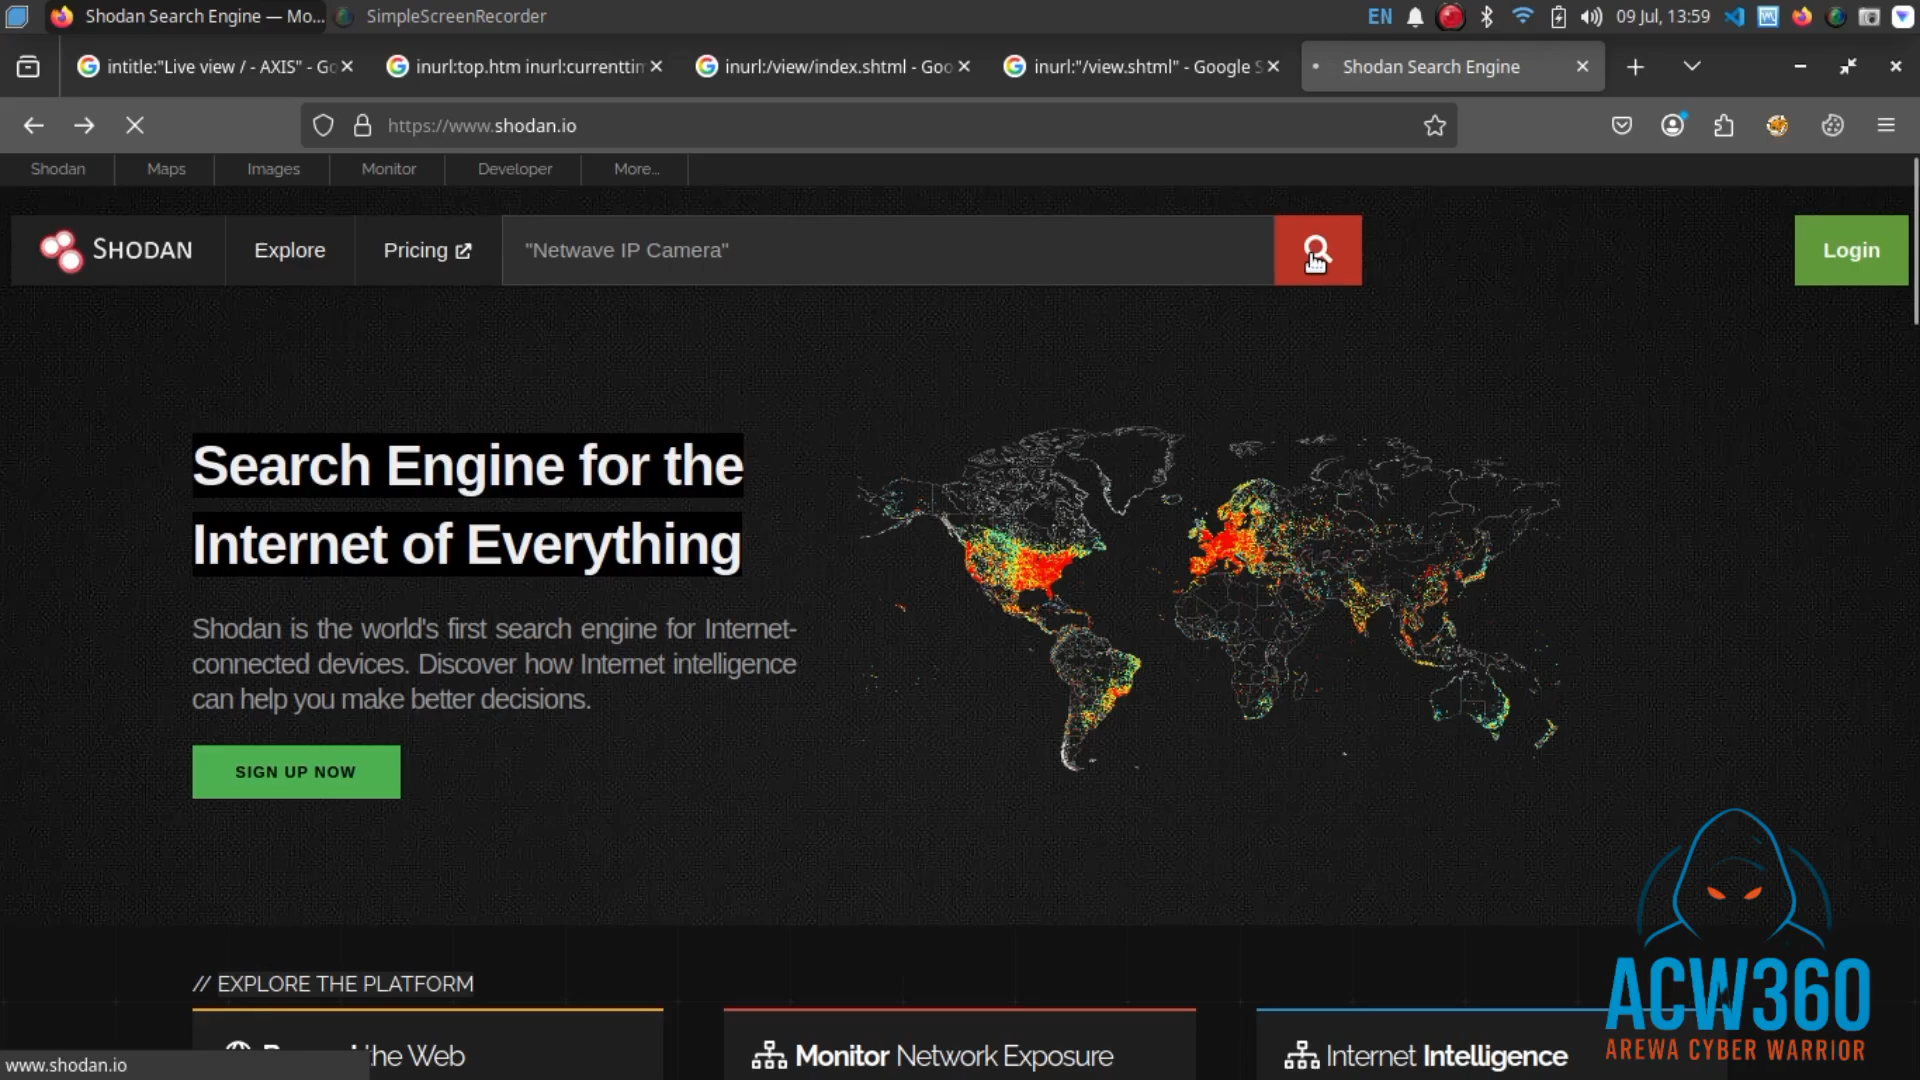 Shodan Search Engine — Mo...
SimpleScreenRecorder
EN
09 Jul, 13:59
intitle:"Live view / - AXIS" - Go
inurl:top.htm inurl:currenttim
inurl:/view/index.shtml - Goo
inurl:"/view.shtml" - Google S
Shodan Search Engine
https://www.shodan.io
Shodan
Maps
Images
Monitor
Developer
More...
SHODAN
Explore
Pricing
"Netwave IP Camera"
Login
Search Engine for the
Internet of Everything
Shodan is the world's first search engine for Internet-
connected devices. Discover how Internet intelligence
can help you make better decisions.
SIGN UP NOW
// EXPLORE THE PLATFORM
the Web
Monitor Network Exposure
Internet Intelligence
www.shodan.io
ACW360
AREWA CYBER WARRIOR